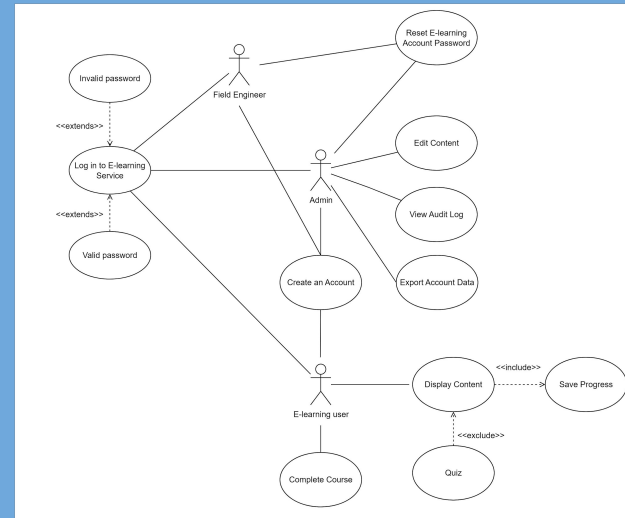 Reset E-learning
Account Password
Invalid password
Field Engineer
<<extends>>
Edit Content
Log in to E-learning
Service
Admin
<<extends>>
View Audit Log
Valid password
Create an Account
Export Account Data
<<include>>
Display Content
Save Progress
E-learning user
<<exclude>>
Quiz
Complete Course